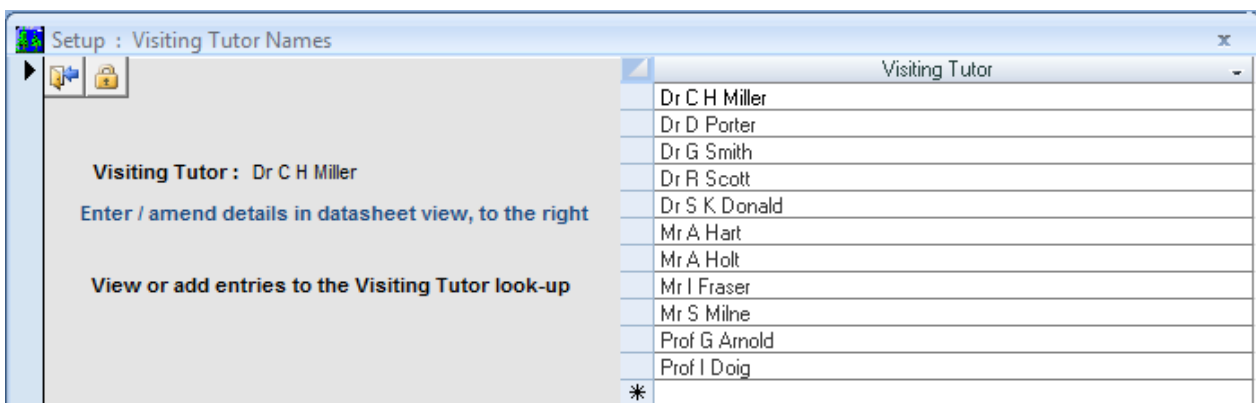 Setup : Visiting Tutor Names
x
Visiting Tutor : Dr C H Miller
Enter / amend details in datasheet view, to the right
View or add entries to the Visiting Tutor look-up
Visiting Tutor
Dr C H Miller
Dr D Porter
Dr G Smith
Dr R Scott
Dr S K Donald
Mr A Hart
Mr A Holt
Mr I Fraser
Mr S Milne
Prof G Arnold
Prof I Doig
*